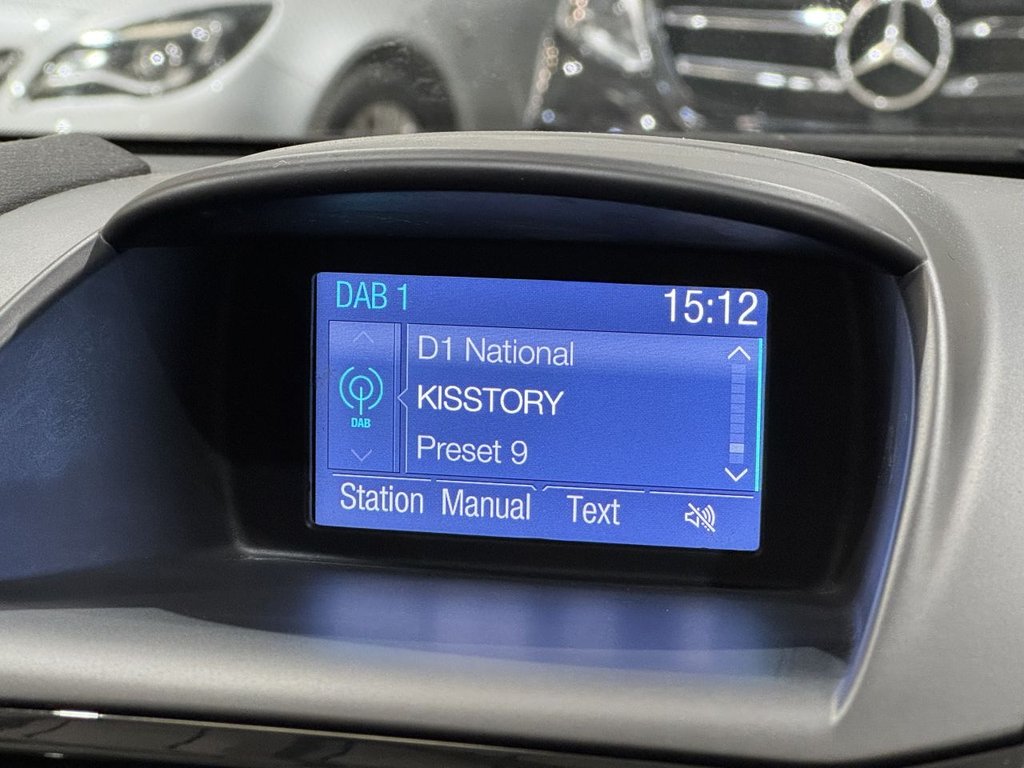 DAB 1 15:12
D1 National
KISSTORY
DAB
Preset 9
Station Manual Text